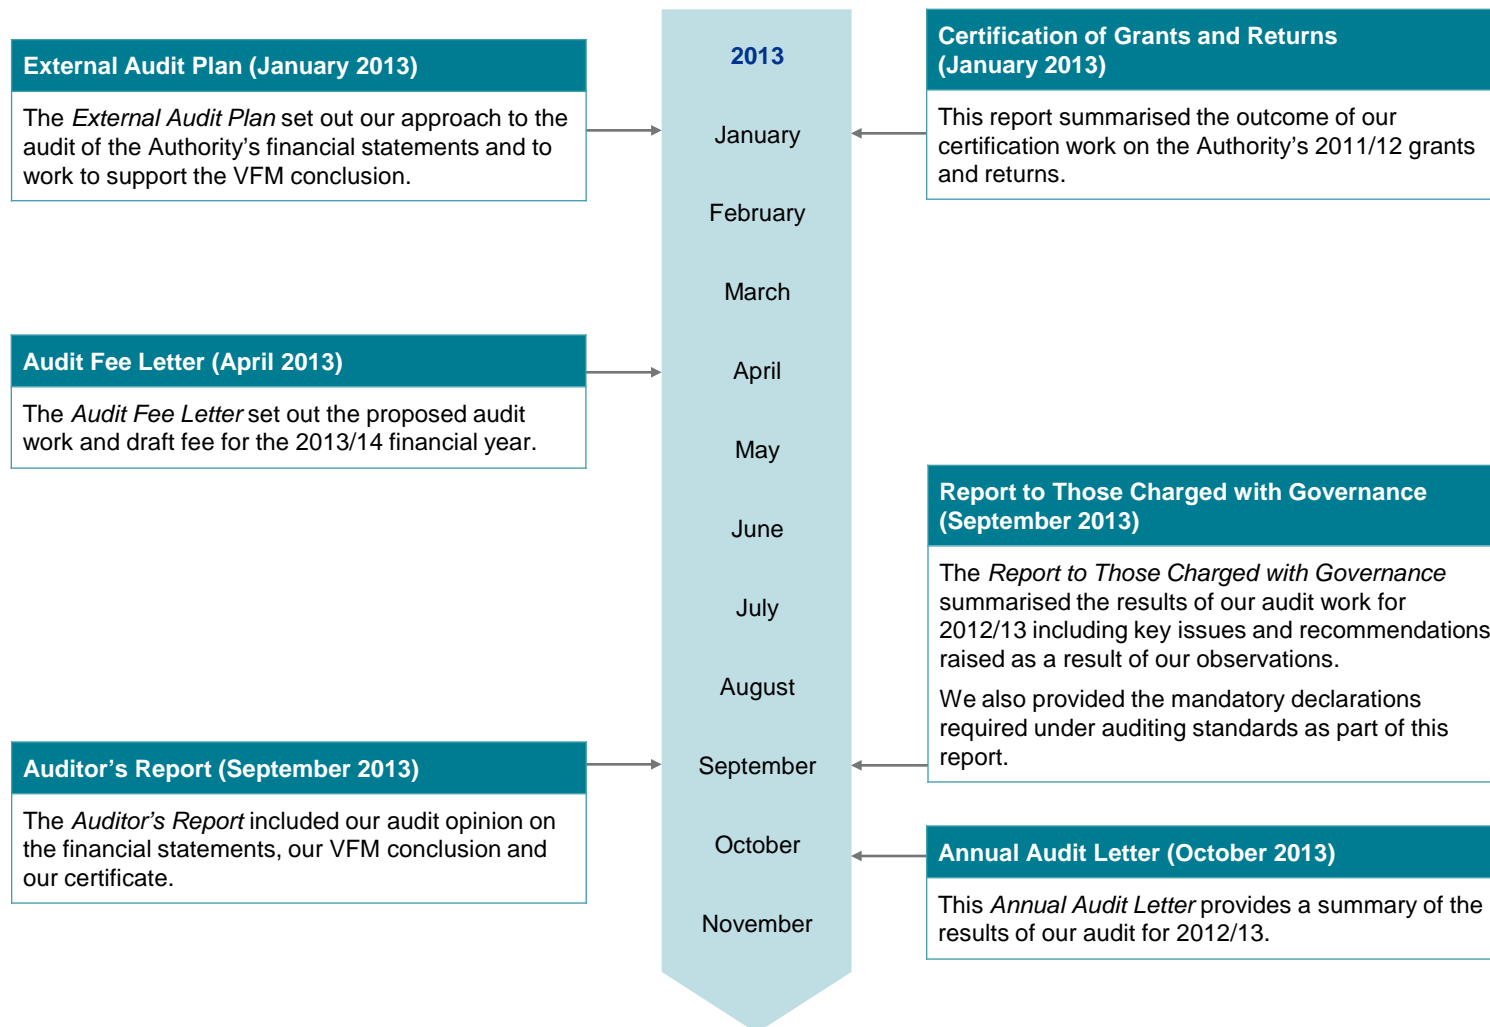 External Audit Plan (January 2013)
The External Audit Plan set out our approach to the
audit of the Authority’s financial statements and to
work to support the VFM conclusion.
Audit Fee Letter (April 2013)
The Audit Fee Letter set out the proposed audit
work and draft fee for the 2013/14 financial year.
Auditor’s Report (September 2013)
The Auditor’s Report included our audit opinion on
the financial statements, our VFM conclusion and
our certificate.
2013
January
February
March
April
May
June
July
August
September
October
November
Certification of Grants and Returns
(January 2013)
This report summarised the outcome of our
certification work on the Authority’s 2011/12 grants
and returns.
Report to Those Charged with Governance
(September 2013)
The Report to Those Charged with Governance
summarised the results of our audit work for
2012/13 including key issues and recommendations
raised as a result of our observations.
We also provided the mandatory declarations
required under auditing standards as part of this
report.
Annual Audit Letter (October 2013)
This Annual Audit Letter provides a summary of the
results of our audit for 2012/13.